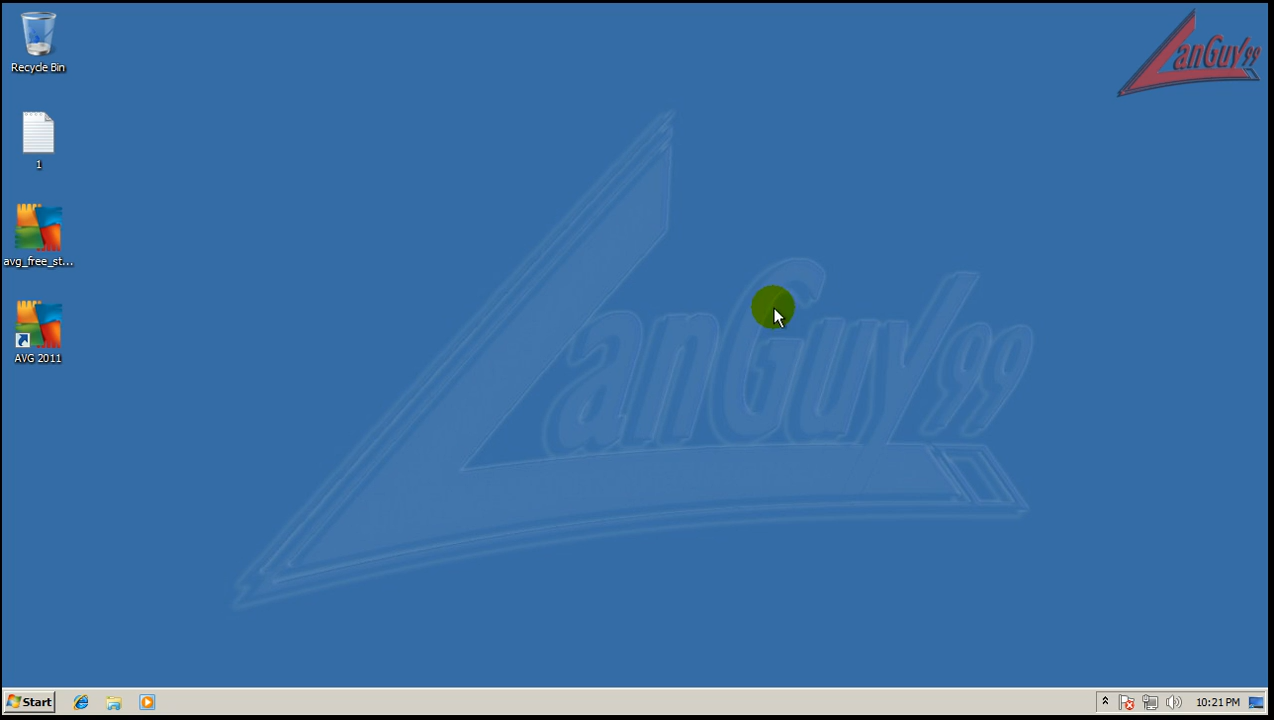 Recycle Bin
1
avg_free_st...
AVG 2011
LanGuy99
LanGuy99
Start
10:21 PM